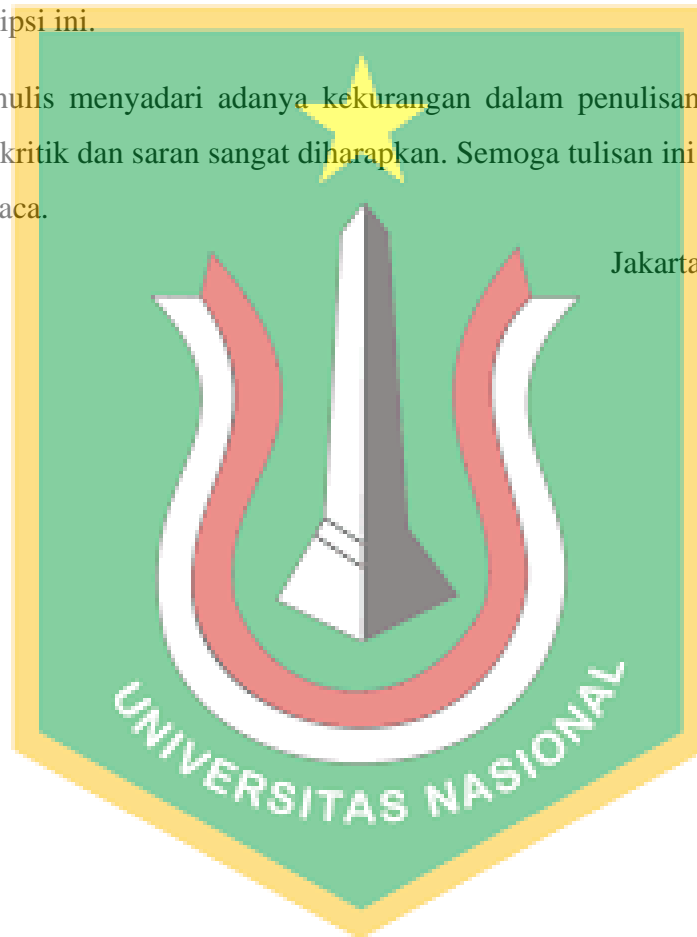 ipsi ini.
nulis menyadari adanya kekurangan dalam penulisan
kritik dan saran sangat diharapkan. Semoga tulisan ini
aca.
Jakarta
UNIVERSITAS NASIONAL